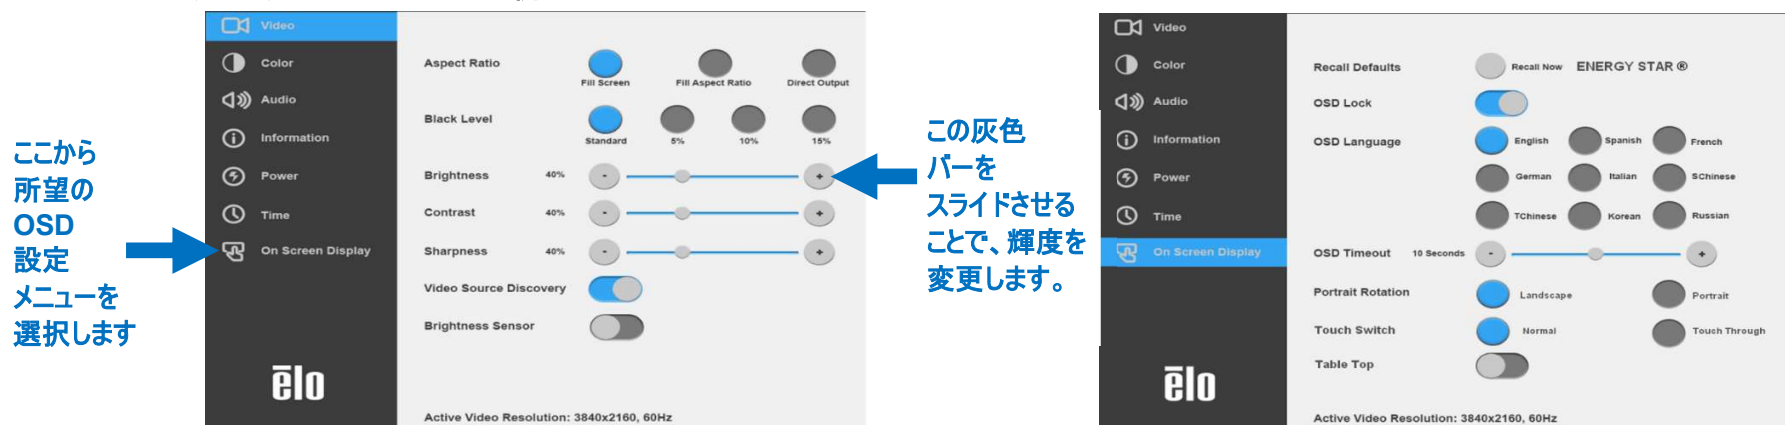 ここから
所望の
OSD
設定
メニューを
選択します
Video
Color
Audio
Information
Power
Time
On Screen Display
ēlo
Aspect Ratio
Fill Screen
Fill Aspect Ratio
Direct Output
Black Level
Standard
5%
10%
15%
Brightness 40% - +
Contrast 40% - +
Sharpness 40% - +
Video Source Discovery
Brightness Sensor
Active Video Resolution: 3840x2160, 60Hz
この灰色
バーを
スライドさせる
ことで、輝度を
変更します。
Video
Color
Audio
Information
Power
Time
On Screen Display
ēlo
Recall Defaults Recall Now ENERGY STAR ®
OSD Lock
OSD Language English Spanish French
German Italian SChinese
TChinese Korean Russian
OSD Timeout 10 Seconds - +
Portrait Rotation Landscape Portrait
Touch Switch Normal Touch Through
Table Top
Active Video Resolution: 3840x2160, 60Hz